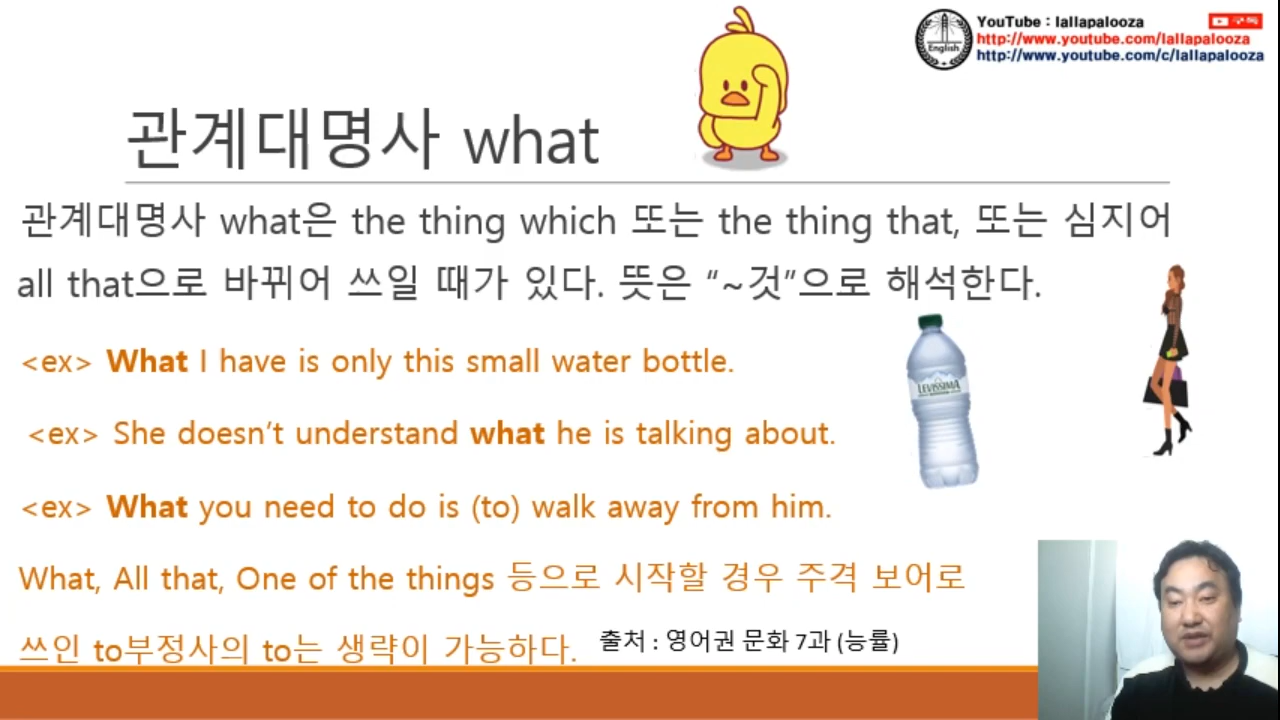 YouTube : lallapalooza
구독
http://www.youtube.com/lallapalooza
English
http://www.youtube.com/c/lallapalooza
관계대명사 what
관계대명사 what은 the thing which 또는 the thing that, 또는 심지어
all that으로 바뀌어 쓰일 때가 있다. 뜻은 “~것”으로 해석한다.
<ex> What I have is only this small water bottle.
LEVISSIMA
<ex> She doesn’t understand what he is talking about.
<ex> What you need to do is (to) walk away from him.
What, All that, One of the things 등으로 시작할 경우 주격 보어로
쓰인 to부정사의 to는 생략이 가능하다.
출처 : 영어권 문화 7과 (능률)